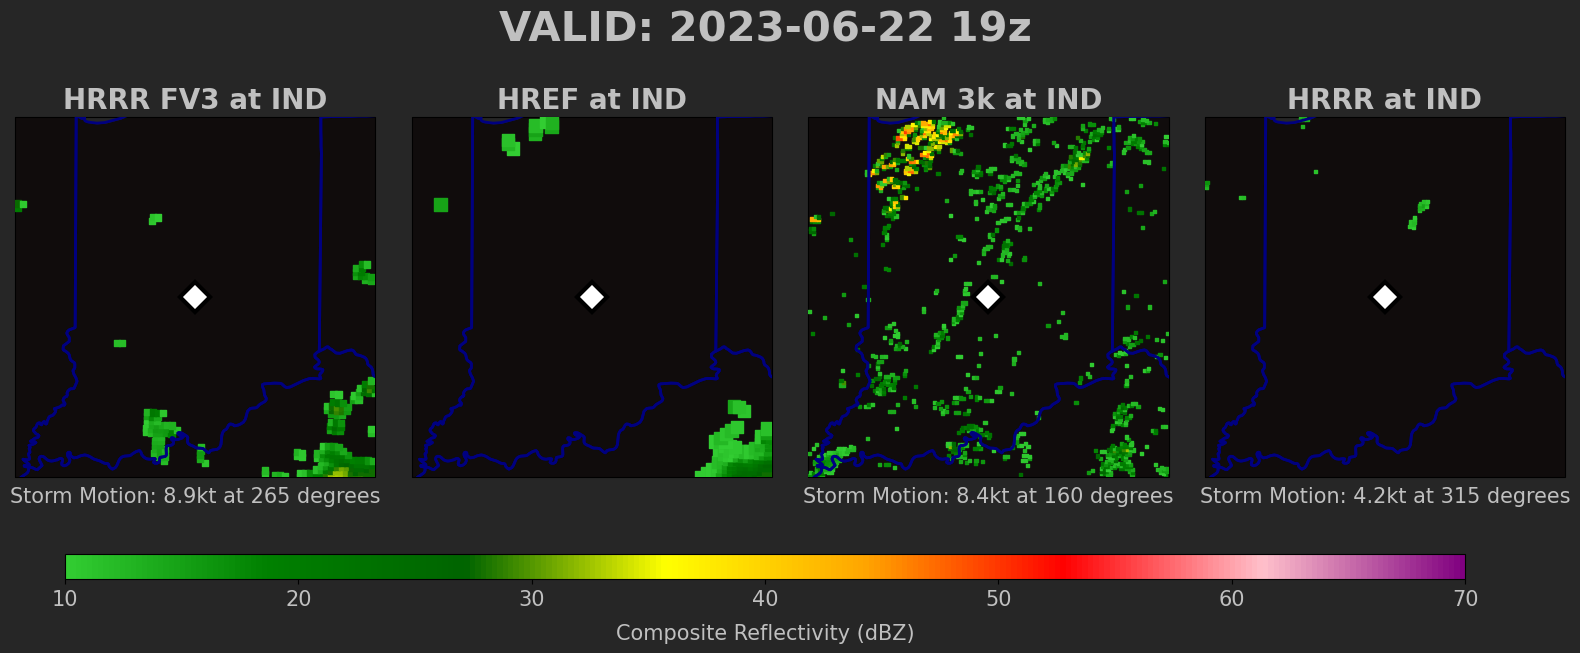 VALID: 2023-06-22 19z
HRRR FV3 at IND
HREF at IND
NAM 3k at IND
HRRR at IND
Storm Motion: 8.9kt at 265 degrees
Storm Motion: 8.4kt at 160 degrees
Storm Motion: 4.2kt at 315 degrees
10 20 30 40 50 60 70
Composite Reflectivity (dBZ)